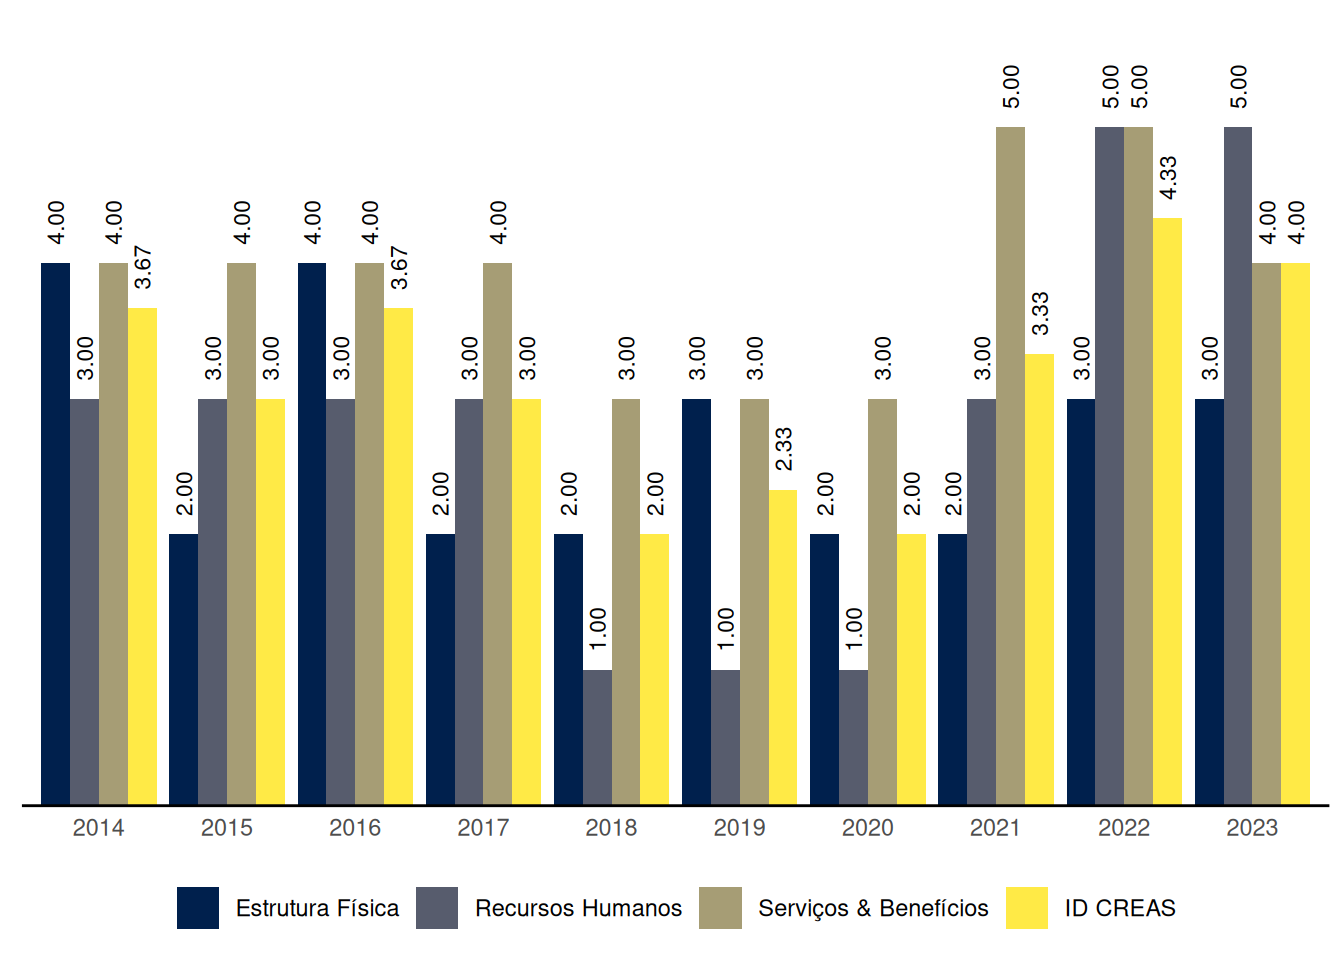 4.00 3.00 4.00 3.67
2.00 3.00 4.00 3.00
4.00 3.00 4.00 3.67
2.00 3.00 4.00 3.00
2.00 1.00 3.00 2.00
3.00 1.00 3.00 2.33
2.00 1.00 3.00 2.00
2.00 3.00 5.00 3.33
3.00 5.00 5.00 4.33
3.00 5.00 4.00 4.00
2014 2015 2016 2017 2018 2019 2020 2021 2022 2023
Estrutura Física Recursos Humanos Serviços & Benefícios ID CREAS